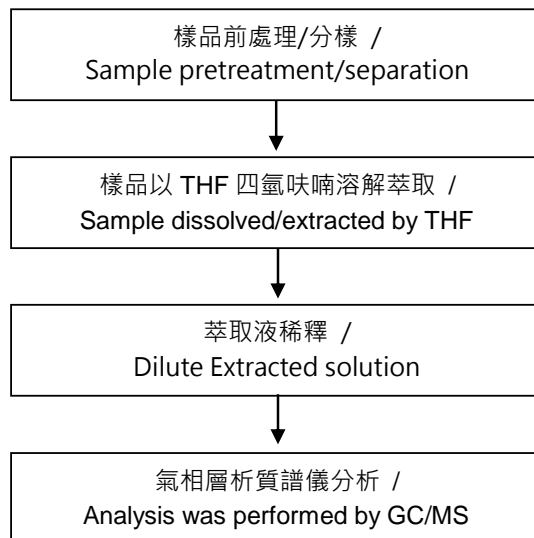 樣品前處理/分樣 /
Sample pretreatment/separation
樣品以 THF 四氫呋喃溶解萃取 /
Sample dissolved/extracted by THF
萃取液稀釋 /
Dilute Extracted solution
氣相層析質譜儀分析 /
Analysis was performed by GC/MS